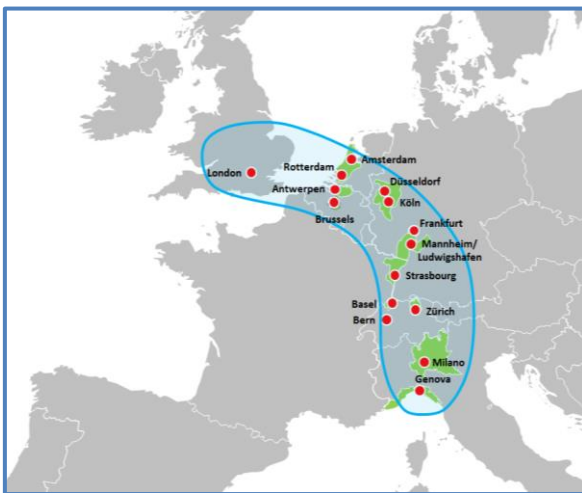 Amsterdam
Rotterdam
London
Antwerpen
Düsseldorf
Köln
Brussels
Frankfurt
Mannheim/
Ludwigshafen
Strasbourg
Basel
Zürich
Bern
Milano
Genova